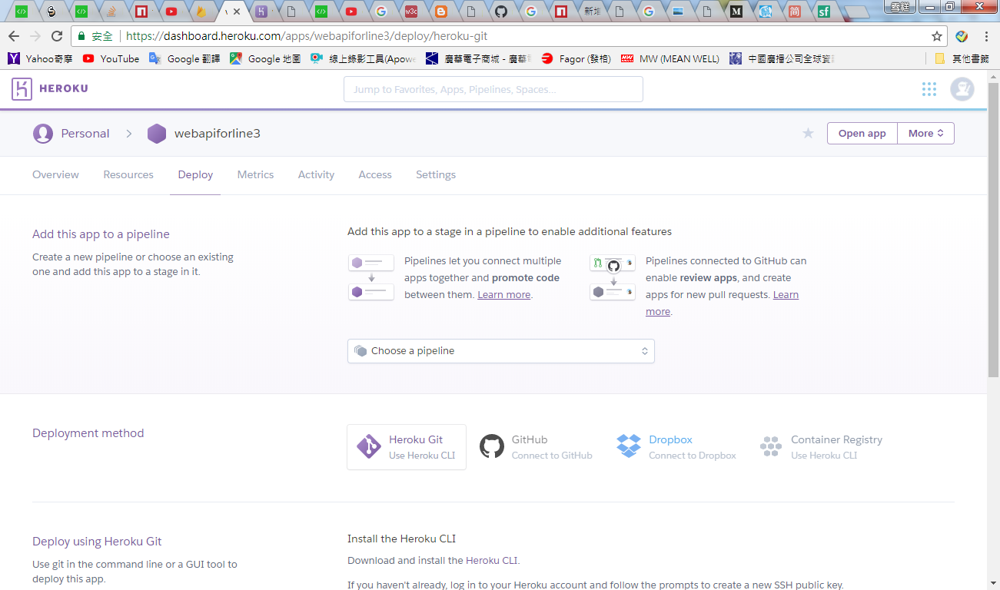 雲糕
安全 https://dashboard.heroku.com/apps/webapiforline3/deploy/heroku-git
Yahoo奇摩 YouTube Google 翻譯 Google 地圖 線上錄影工具(Apowe 廣華電子商城 - 廣華 Fagor (發格) MW (MEAN WELL) 中國廣播公司全球資 其他書籤
HEROKU
Jump to Favorites, Apps, Pipelines, Spaces...
Personal webapiforline3 Open app More
Overview Resources Deploy Metrics Activity Access Settings
Add this app to a pipeline
Create a new pipeline or choose an existing
one and add this app to a stage in it.
Add this app to a stage in a pipeline to enable additional features
Pipelines let you connect multiple
apps together and promote code
between them. Learn more.
Pipelines connected to GitHub can
enable review apps, and create
apps for new pull requests. Learn
more.
Choose a pipeline
Deployment method
Heroku Git
Use Heroku CLI
GitHub
Connect to GitHub
Dropbox
Connect to Dropbox
Container Registry
Use Heroku CLI
Deploy using Heroku Git
Use git in the command line or a GUI tool to
deploy this app.
Install the Heroku CLI
Download and install the Heroku CLI.
If you haven't already, log in to your Heroku account and follow the prompts to create a new SSH public key.